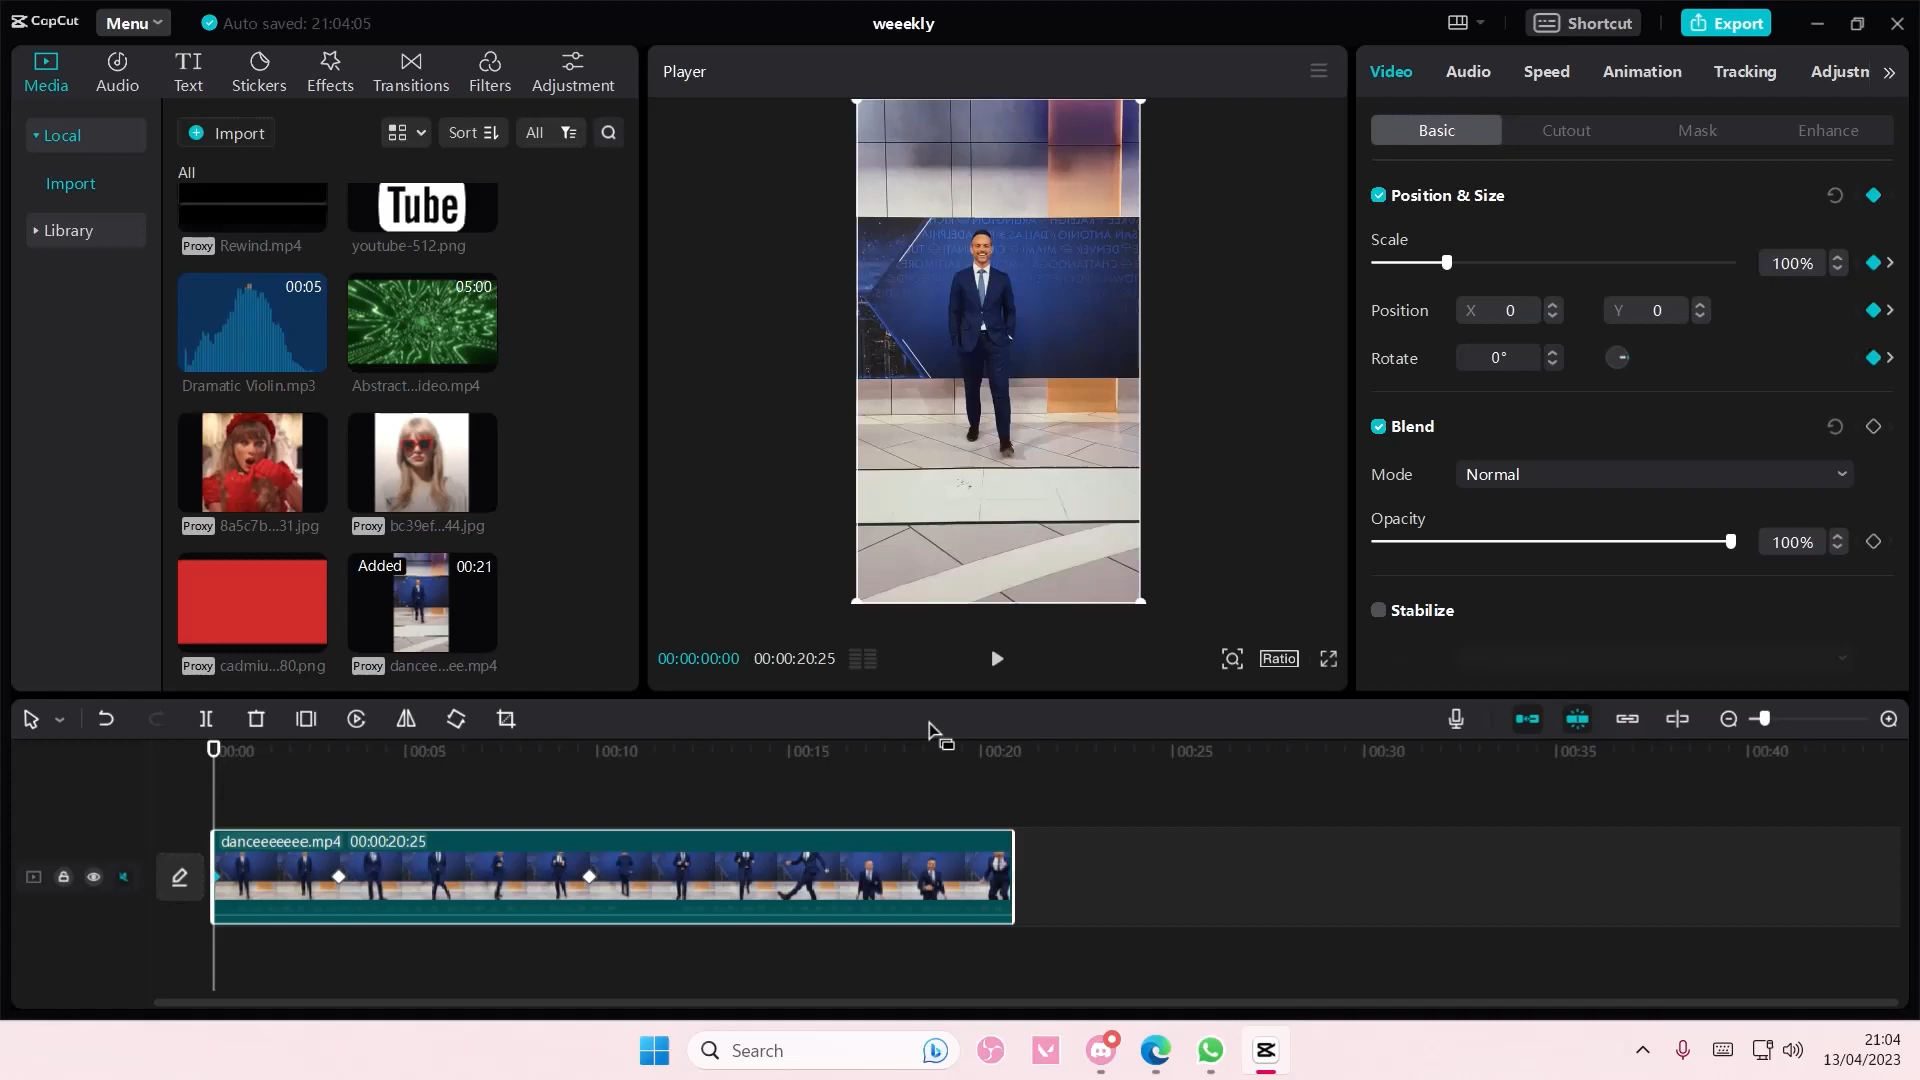 CapCut
Menu
Auto saved: 21:04:05
weeekly
Shortcut
Export
Media
Audio
Text
Stickers
Effects
Transitions
Filters
Adjustment
Local
Import
Library
Import
Sort
All
All
Proxy Rewind.mp4
Tube
youtube-512.png
00:05
Dramatic Violin.mp3
05:00
Abstract...ideo.mp4
Proxy 8a5c7b...31.jpg
Proxy bc39ef...44.jpg
Proxy cadmiu...80.png
Added 00:21
Proxy dancee...ee.mp4
Player
00:00:00:00 00:00:20:25
Ratio
Video Audio Speed Animation Tracking Adjustn
Basic Cutout Mask Enhance
Position & Size
Scale
100%
Position X 0 Y 0
Rotate 0°
Blend
Mode Normal
Opacity
100%
Stabilize
00:00 00:05 00:10 00:15 00:20 00:25 00:30 00:35 00:40
danceeeeeee.mp4 00:00:20:25
Search
21:04
13/04/2023